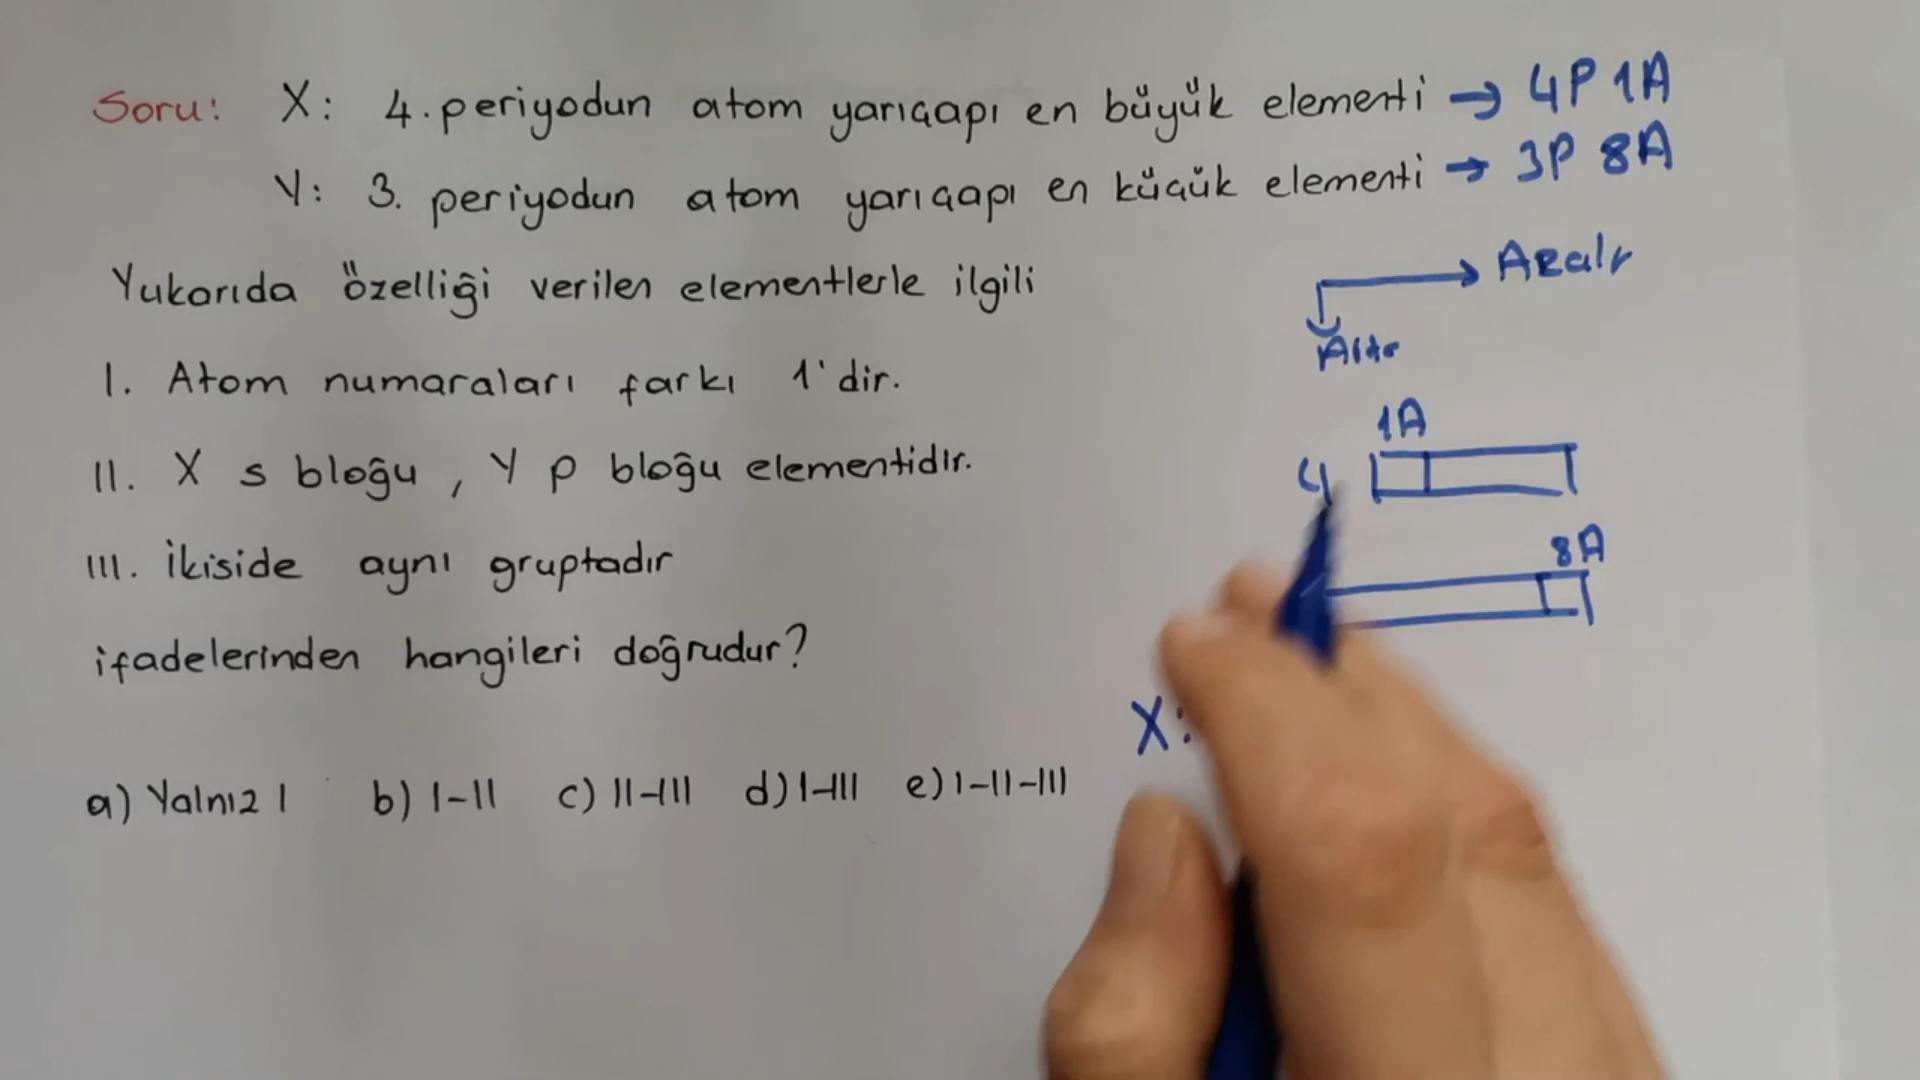 Soru: X: 4. periyodun atom yarıçapı en büyük elementi → 4P 1A
Y: 3. periyodun atom yarıçapı en küçük elementi → 3P 8A
Yukarıda özelliği verilen elementlerle ilgili
→ Azalır
I. Atom numaraları farkı 1'dir.
1A
II. X s bloğu, Y p bloğu elementidir.
4
8A
III. İkiside aynı gruptadır
ifadelerinden hangileri doğrudur?
X:
a) Yalnız I b) I-II c) II-III d) I-III e) I-II-III